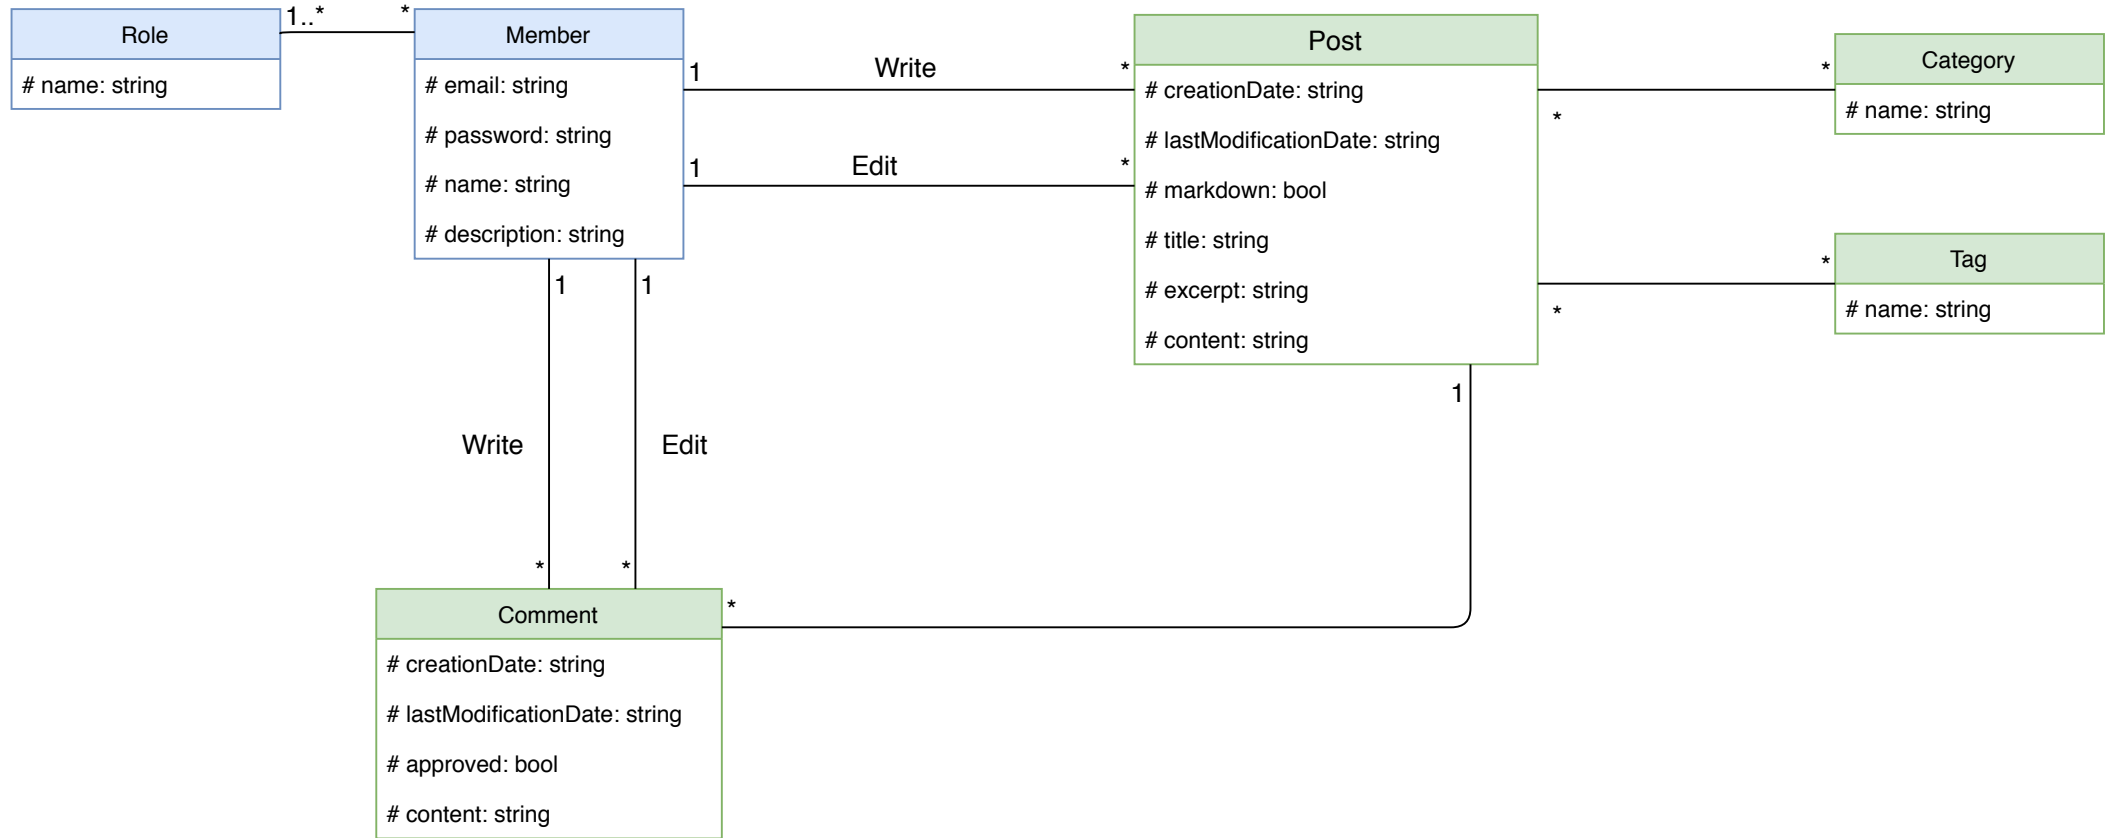 Role
# name: string
1..*
*
Member
# email: string
# password: string
# name: string
# description: string
1
Write
*
1
Edit
*
Post
# creationDate: string
# lastModificationDate: string
# markdown: bool
# title: string
# excerpt: string
# content: string
*
*
Category
# name: string
*
*
Tag
# name: string
1
1
1
Write
Edit
*
*
*
Comment
# creationDate: string
# lastModificationDate: string
# approved: bool
# content: string